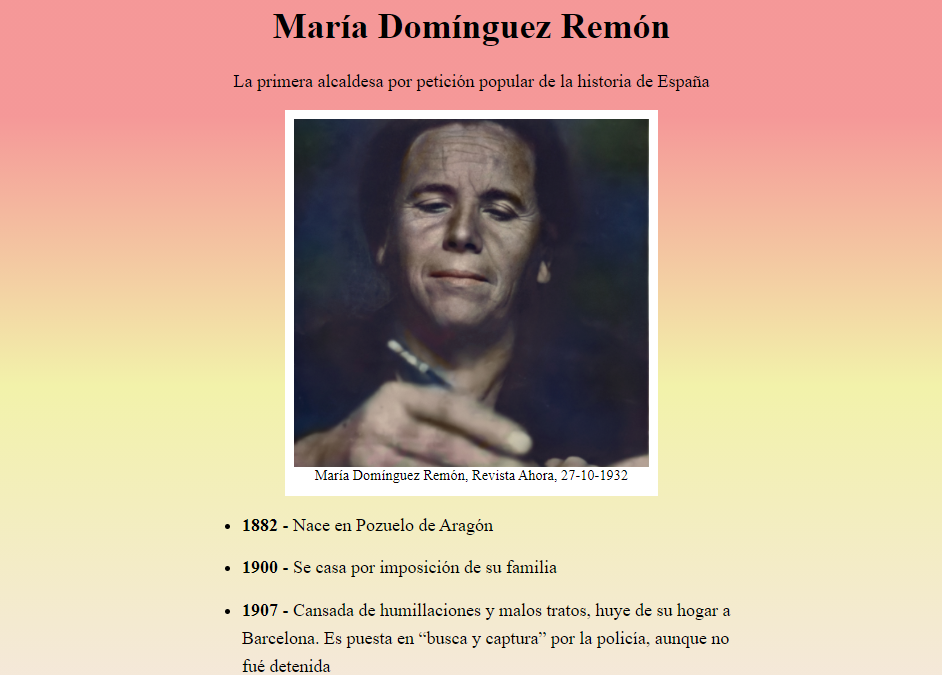 María Domínguez Remón
La primera alcaldesa por petición popular de la historia de España
María Domínguez Remón, Revista Ahora, 27-10-1932
• 1882 - Nace en Pozuelo de Aragón
• 1900 - Se casa por imposición de su familia
• 1907 - Cansada de humillaciones y malos tratos, huye de su hogar a
Barcelona. Es puesta en “busca y captura” por la policía, aunque no
fué detenida